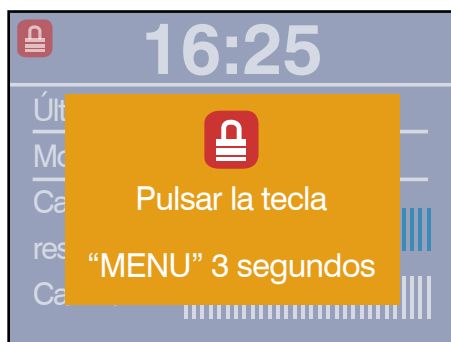 16:25
Últ
Mo
Pulsar la tecla
Ca
res
“MENU” 3 segundos
Ca